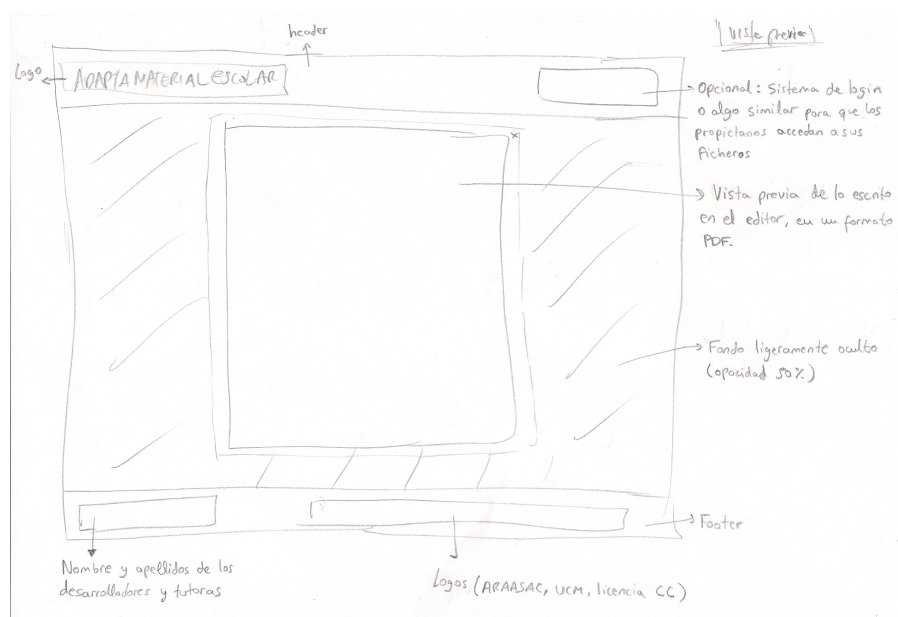 Vista previa
header
Logo
ADAPTA MATERIAL ESCOLAR
Opcional: Sistema de login
o algo similar para que los
propietarios accedan a sus
ficheros
x
Vista previa de lo escrito
en el editor, en un formato
PDF.
Fondo ligeramente oculto
(opacidad 50%)
Footer
Nombre y apellidos de los
desarrolladores y tutoras
Logos (ARAASAC, UCM, licencia CC)